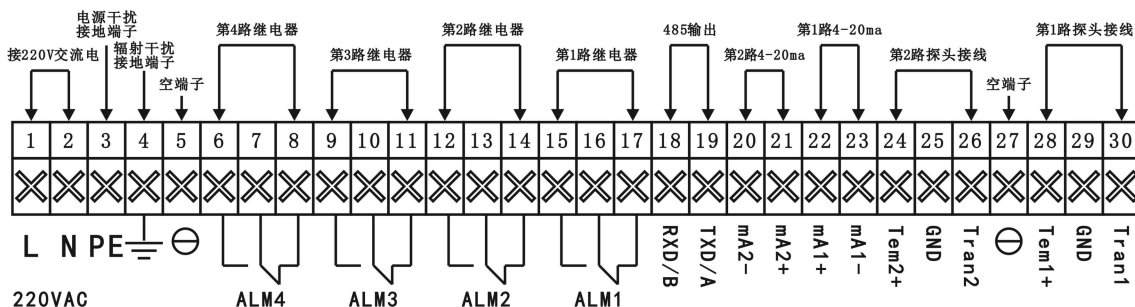 电源干扰
接地端子
接220V交流电
辐射干扰
接地端子
空端子
第4路继电器
第3路继电器
第2路继电器
第1路继电器
485输出
第2路4-20ma
第1路4-20ma
第2路探头接线
空端子
第1路探头接线
1 2 3 4 5 6 7 8 9 10 11 12 13 14 15 16 17 18 19 20 21 22 23 24 25 26 27 28 29 30
L N PE
RXD/B
TXD/A
mA2-
mA2+
mA1+
mA1-
Tem2+
GND
Tran2
Tem1+
GND
Tran1
220VAC
ALM4
ALM3
ALM2
ALM1